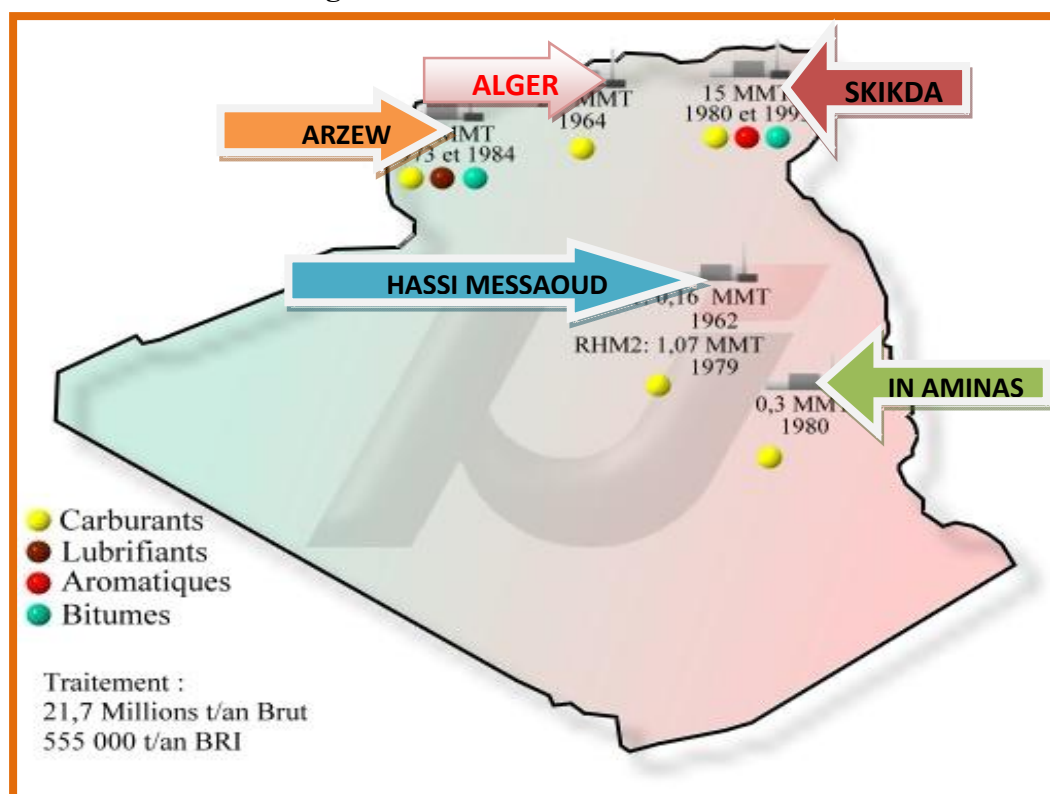 ALGER
SKIKDA
ARZEW
MMT
1964
15 MMT
1980 et
MMT
et 1984
HASSI MESSAOUD
0,16 MMT
1962
RHM2: 1,07 MMT
1979
IN AMINAS
0,3 MMT
1980
Carburants
Lubrifiants
Aromatiques
Bitumes
Traitement :
21,7 Millions t/an Brut
555 000 t/an BRI